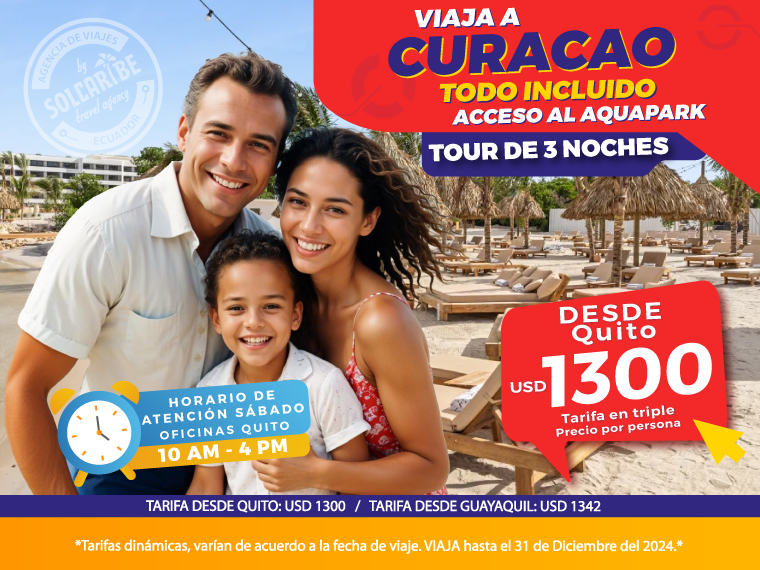 AGENCIA DE VIAJES
by
SOLCARIBE
travel agency
ECUADOR
VIAJA A
CURACAO
TODO INCLUIDO
ACCESO AL AQUAPARK
TOUR DE 3 NOCHES
DESDE
Quito
USD 1300
Tarifa en triple
Precio por persona
HORARIO DE
ATENCIÓN SÁBADO
OFICINAS QUITO
10 AM - 4 PM
TARIFA DESDE QUITO: USD 1300 / TARIFA DESDE GUAYAQUIL: USD 1342
*Tarifas dinámicas, varían de acuerdo a la fecha de viaje. VIAJA hasta el 31 de Diciembre del 2024.*